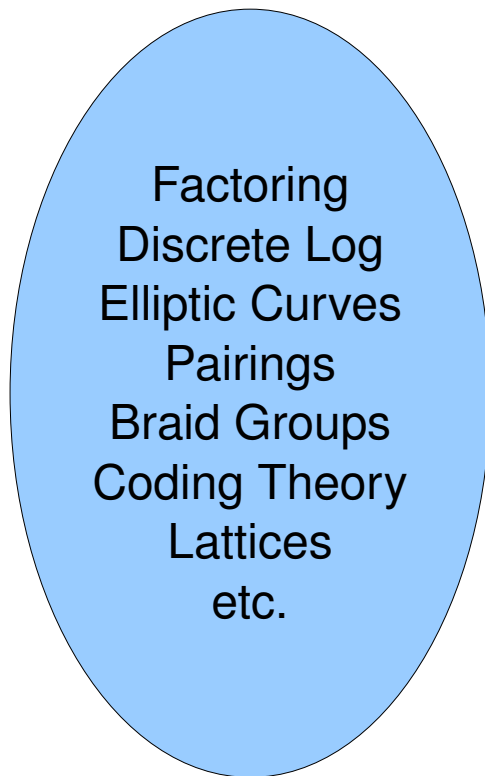 Factoring
Discrete Log
Elliptic Curves
Pairings
Braid Groups
Coding Theory
Lattices
etc.